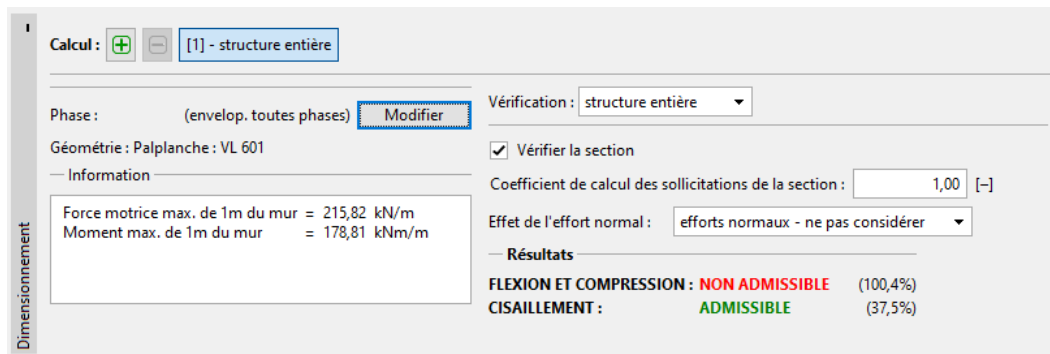 Calcul : [1] - structure entière
Phase : (envelop. toutes phases) Modifier
Géométrie : Palplanche : VL 601
Information
Force motrice max. de 1m du mur = 215,82 kN/m
Moment max. de 1m du mur = 178,81 kNm/m
Vérification : structure entière
Vérifier la section
Coefficient de calcul des sollicitations de la section : 1,00 [–]
Effet de l'effort normal : efforts normaux - ne pas considérer
Résultats
FLEXION ET COMPRESSION : NON ADMISSIBLE (100,4%)
CISAILLEMENT : ADMISSIBLE (37,5%)
Dimensionnement